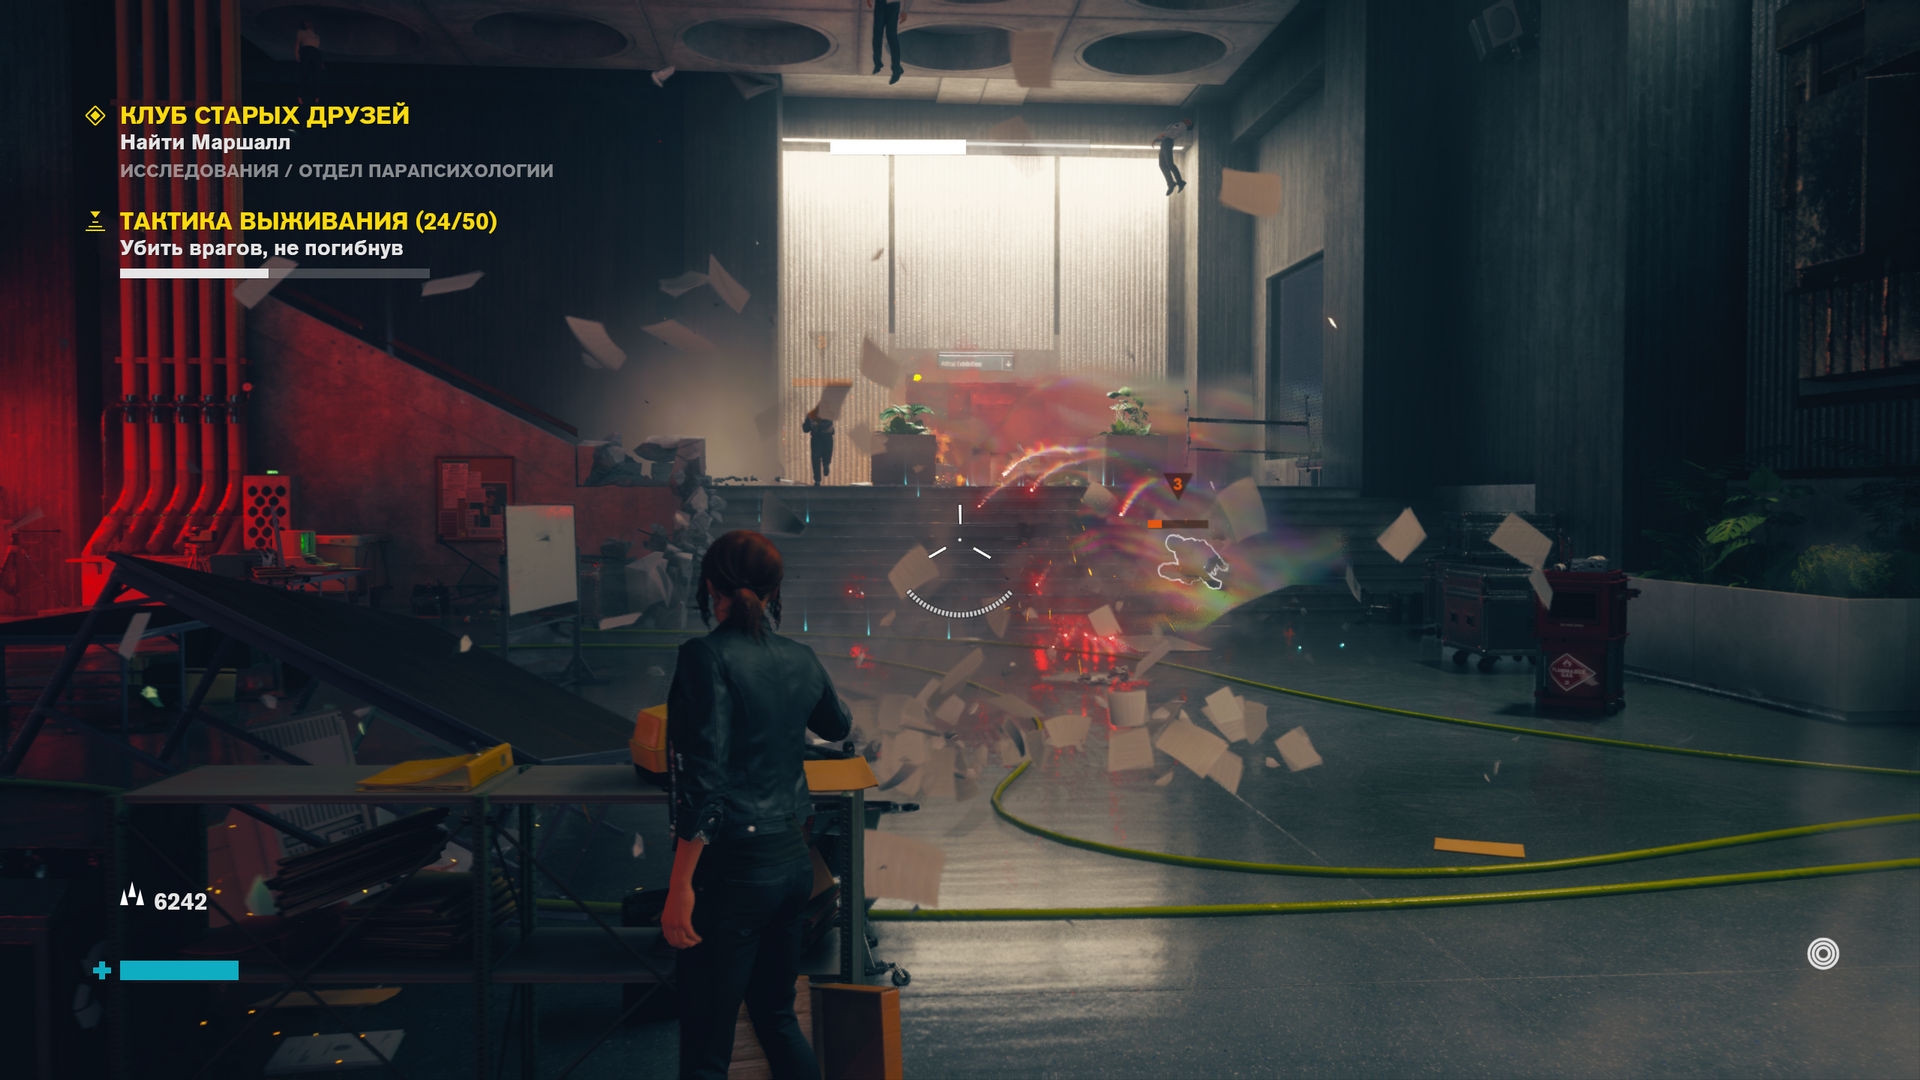 КЛУБ СТАРЫХ ДРУЗЕЙ
Найти Маршалл
ИССЛЕДОВАНИЯ / ОТДЕЛ ПАРАПСИХОЛОГИИ
ТАКТИКА ВЫЖИВАНИЯ (24/50)
Убить врагов, не погибнув
3
6242